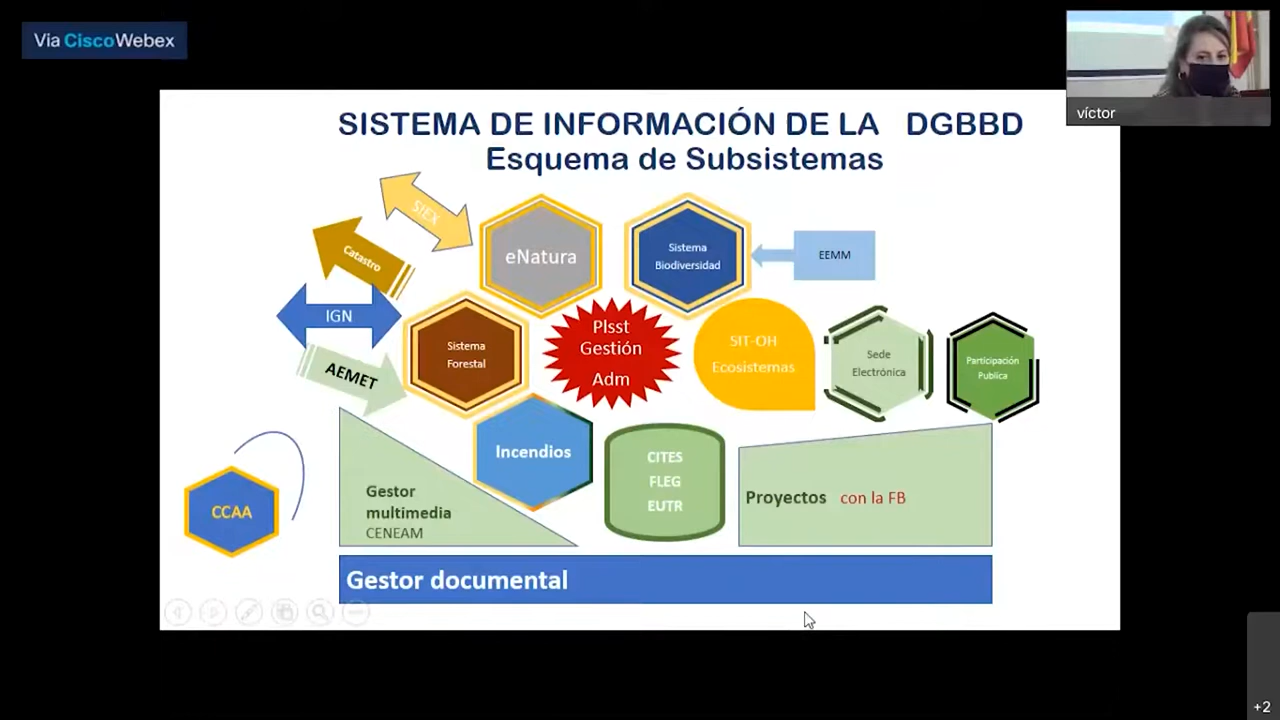 Via CiscoWebex
víctor
SISTEMA DE INFORMACIÓN DE LA DGBBD
Esquema de Subsistemas
SIEX
Catastro
IGN
AEMET
eNatura
Sistema
Biodiversidad
EEMM
Sistema
Forestal
Plsst
Gestión
Adm
SIT-OH
Ecosistemas
Sede
Electrónica
Participación
Publica
Incendios
CITES
FLEG
EUTR
CCAA
Gestor
multimedia
CENEAM
Proyectos con la FB
Gestor documental
+2